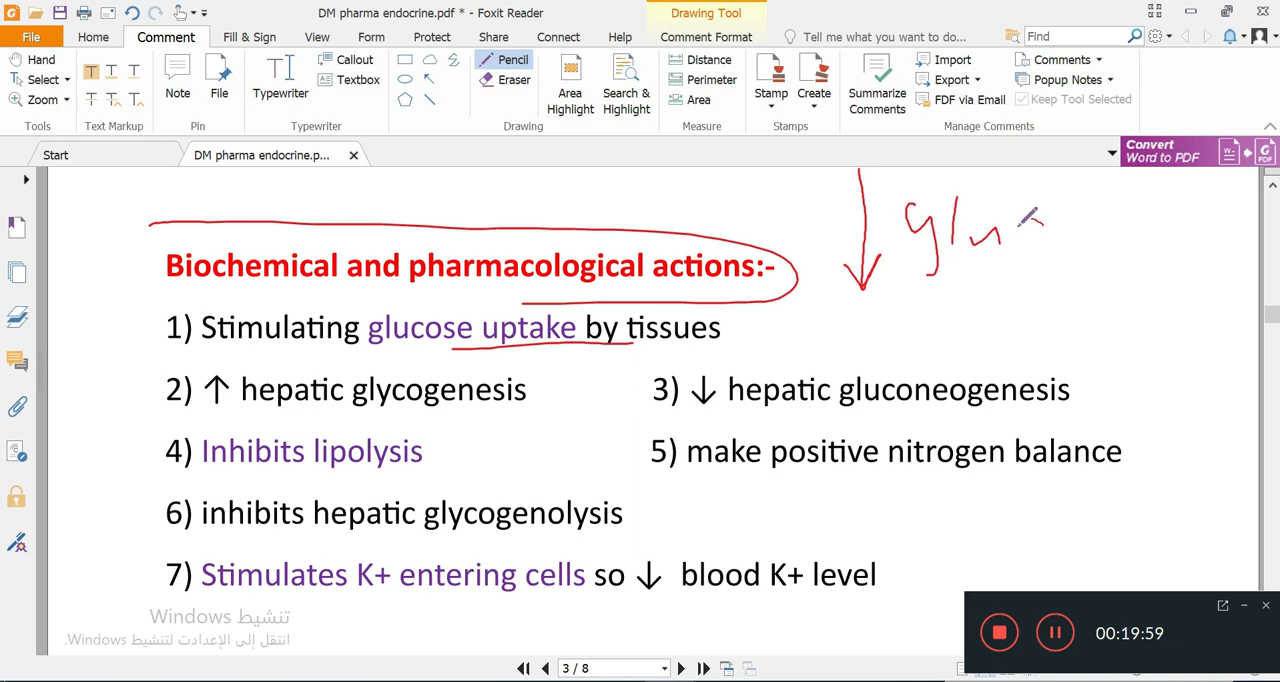 DM pharma endocrine.pdf * - Foxit Reader
Drawing Tool
File Home Comment Fill & Sign View Form Protect Share Connect Help Comment Format Tell me what you want to do... Find
Hand
Select
Zoom
Tools
Text Markup
Note
File
Pin
Typewriter
Callout
Textbox
Typewriter
Pencil
Eraser
Area Highlight
Search & Highlight
Drawing
Distance
Perimeter
Area
Measure
Stamp
Create
Stamps
Summarize Comments
Import
Export
FDF via Email
Comments
Popup Notes
Keep Tool Selected
Manage Comments
Start
DM pharma endocrine.p...
Convert
Word to PDF
Biochemical and pharmacological actions:-
1) Stimulating glucose uptake by tissues
2) ↑ hepatic glycogenesis 3) ↓ hepatic gluconeogenesis
4) Inhibits lipolysis 5) make positive nitrogen balance
6) inhibits hepatic glycogenolysis
7) Stimulates K+ entering cells so ↓ blood K+ level
تنشيط Windows
انتقل إلى الإعدادت لتنشيط Windows.
00:19:59
3 / 8